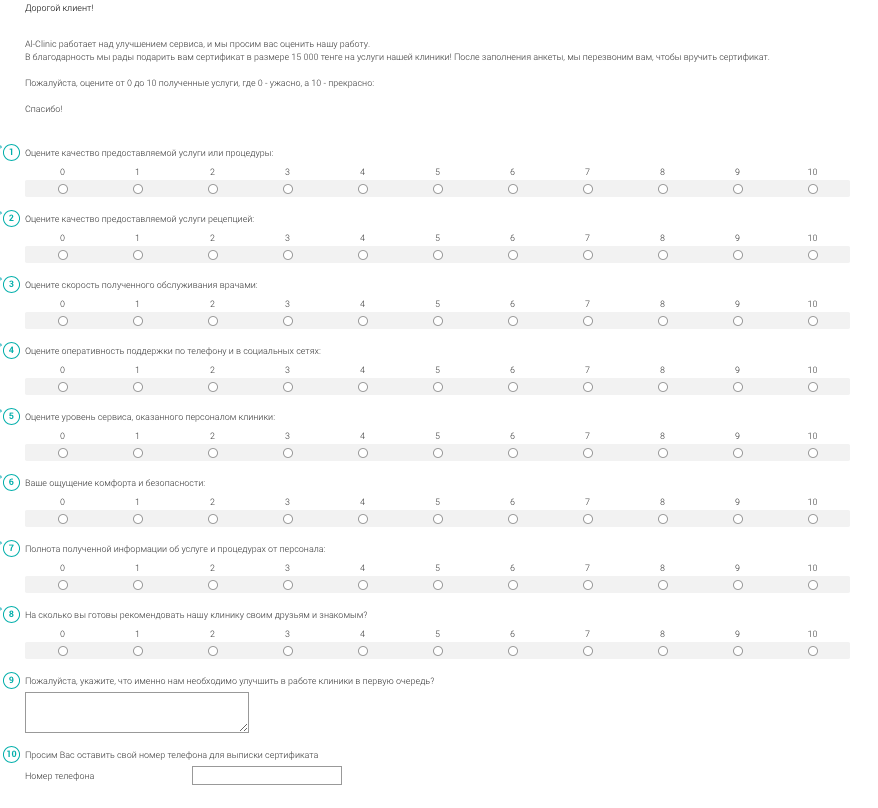 Дорогой клиент!
Al-Clinic работает над улучшением сервиса, и мы просим вас оценить нашу работу.
В благодарность мы рады подарить вам сертификат в размере 15 000 тенге на услуги нашей клиники! После заполнения анкеты, мы перезвоним вам, чтобы вручить сертификат.
Пожалуйста, оцените от 0 до 10 полученные услуги, где 0 - ужасно, а 10 - прекрасно:
Спасибо!
1 Оцените качество предоставляемой услуги или процедуры:
0 1 2 3 4 5 6 7 8 9 10
2 Оцените качество предоставляемой услуги рецепцией:
0 1 2 3 4 5 6 7 8 9 10
3 Оцените скорость полученного обслуживания врачами:
0 1 2 3 4 5 6 7 8 9 10
4 Оцените оперативность поддержки по телефону и в социальных сетях:
0 1 2 3 4 5 6 7 8 9 10
5 Оцените уровень сервиса, оказанного персоналом клиники:
0 1 2 3 4 5 6 7 8 9 10
6 Ваше ощущение комфорта и безопасности:
0 1 2 3 4 5 6 7 8 9 10
7 Полнота полученной информации об услуге и процедурах от персонала:
0 1 2 3 4 5 6 7 8 9 10
8 На сколько вы готовы рекомендовать нашу клинику своим друзьям и знакомым?
0 1 2 3 4 5 6 7 8 9 10
9 Пожалуйста, укажите, что именно нам необходимо улучшить в работе клиники в первую очередь?
10 Просим Вас оставить свой номер телефона для выписки сертификата
Номер телефона